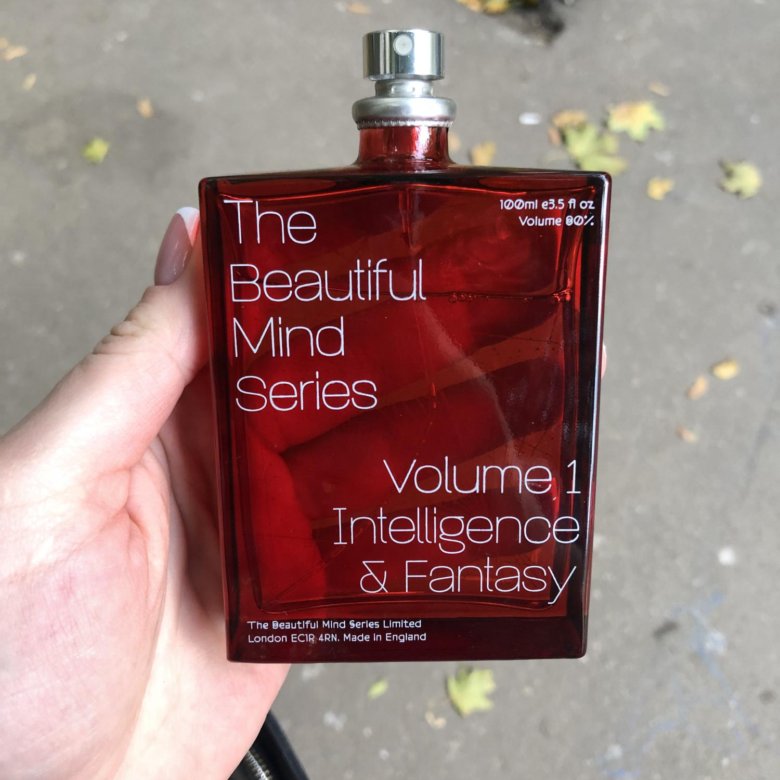 The
Beautiful
Mind
Series
100ml e3.5 fl oz
Volume 80%
Volume 1
Intelligence
& Fantasy
The Beautiful Mind Series Limited
London EC1R 4RN. Made in England